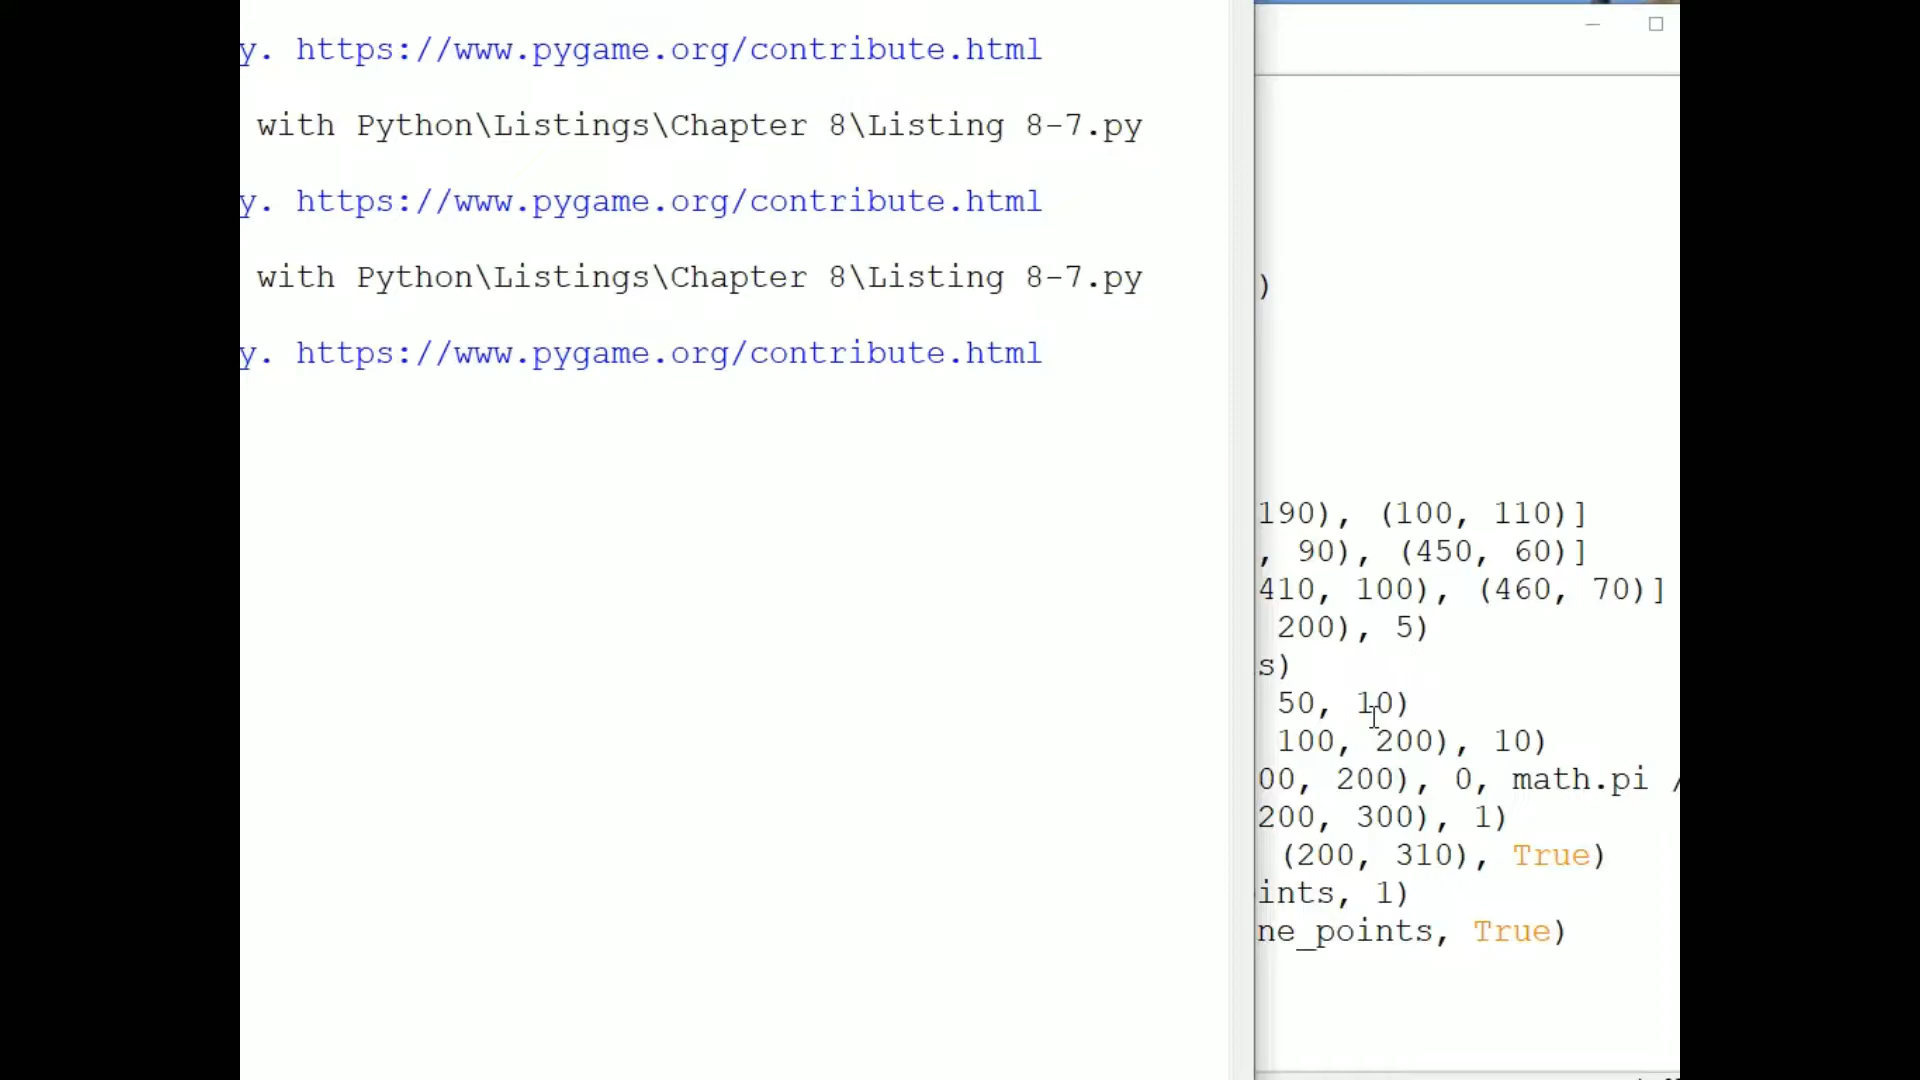 y. https://www.pygame.org/contribute.html
with Python\Listings\Chapter 8\Listing 8-7.py
y. https://www.pygame.org/contribute.html
with Python\Listings\Chapter 8\Listing 8-7.py
y. https://www.pygame.org/contribute.html
)
190), (100, 110)]
, 90), (450, 60)]
410, 100), (460, 70)]
200), 5)
s)
50, 10)
100, 200), 10)
00, 200), 0, math.pi /
200, 300), 1)
(200, 310), True)
ints, 1)
ne_points, True)